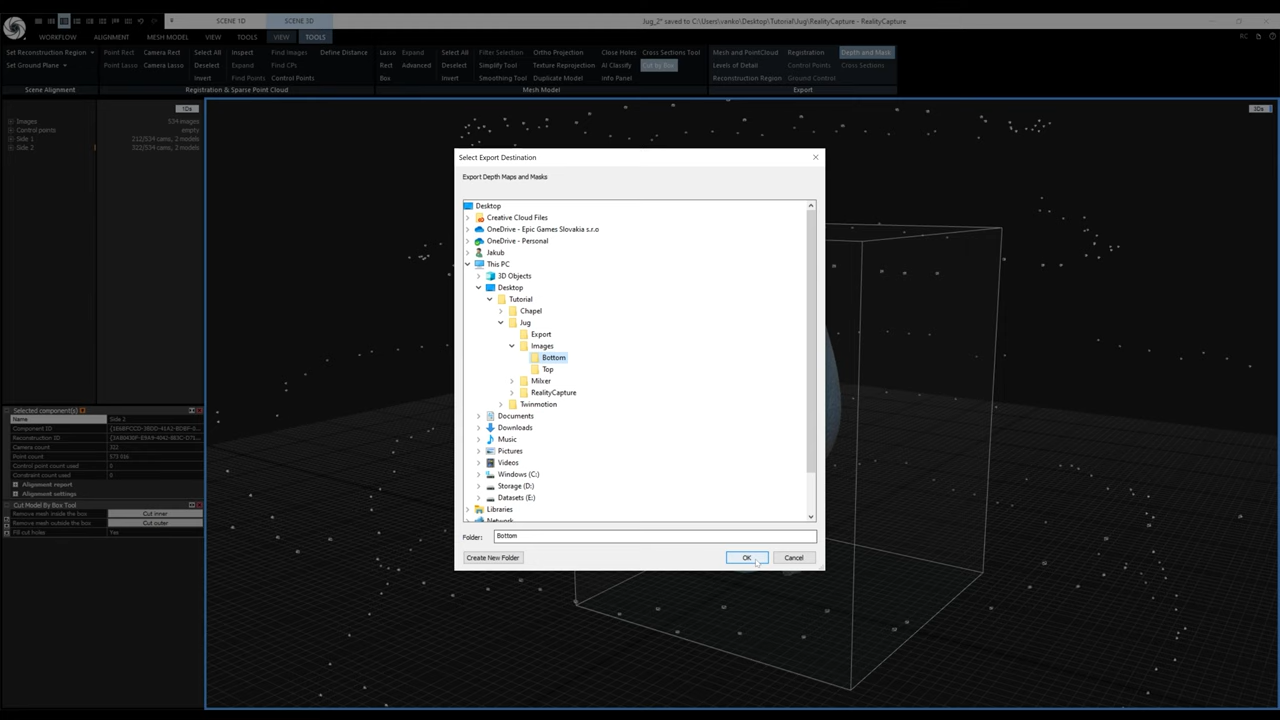 Jug_2* saved to C:\Users\vanko\Desktop\Tutorial\Jug\RealityCapture - RealityCapture
SCENE 1D
SCENE 3D
WORKFLOW
ALIGNMENT
MESH MODEL
VIEW
TOOLS
VIEW
TOOLS
RC
Set Reconstruction Region
Point Rect
Camera Rect
Select All
Inspect
Find Images
Define Distance
Lasso
Expand
Select All
Filter Selection
Ortho Projection
Close Holes
Cross Sections Tool
Mesh and PointCloud
Registration
Depth and Mask
Set Ground Plane
Point Lasso
Camera Lasso
Deselect
Expand
Find CPs
Rect
Advanced
Deselect
Simplify Tool
Texture Reprojection
AI Classify
Cut by Box
Levels of Detail
Control Points
Cross Sections
Invert
Find Points
Control Points
Box
Invert
Smoothing Tool
Duplicate Model
Info Panel
Reconstruction Region
Ground Control
Scene Alignment
Registration & Sparse Point Cloud
Mesh Model
Export
1Ds
3Ds
Images
534 images
Control points
empty
Side 1
212/534 cams, 2 models
Side 2
322/534 cams, 2 models
Selected component(s)
Name
Side 2
Component ID
Reconstruction ID
Camera count
322
Point count
573 016
Control point count used
0
Constraint count used
0
Alignment report
Alignment settings
Cut Model By Box Tool
Remove mesh inside the box
Cut inner
Remove mesh outside the box
Cut outer
Fill cut holes
Yes
Select Export Destination
Export Depth Maps and Masks
Desktop
Creative Cloud Files
OneDrive - Epic Games Slovakia s.r.o
OneDrive - Personal
Jakub
This PC
3D Objects
Desktop
Tutorial
Chapel
Jug
Export
Images
Bottom
Top
Milxer
RealityCapture
Twinmotion
Documents
Downloads
Music
Pictures
Videos
Windows (C:)
Storage (D:)
Datasets (E:)
Libraries
Network
Folder:
Bottom
Create New Folder
OK
Cancel